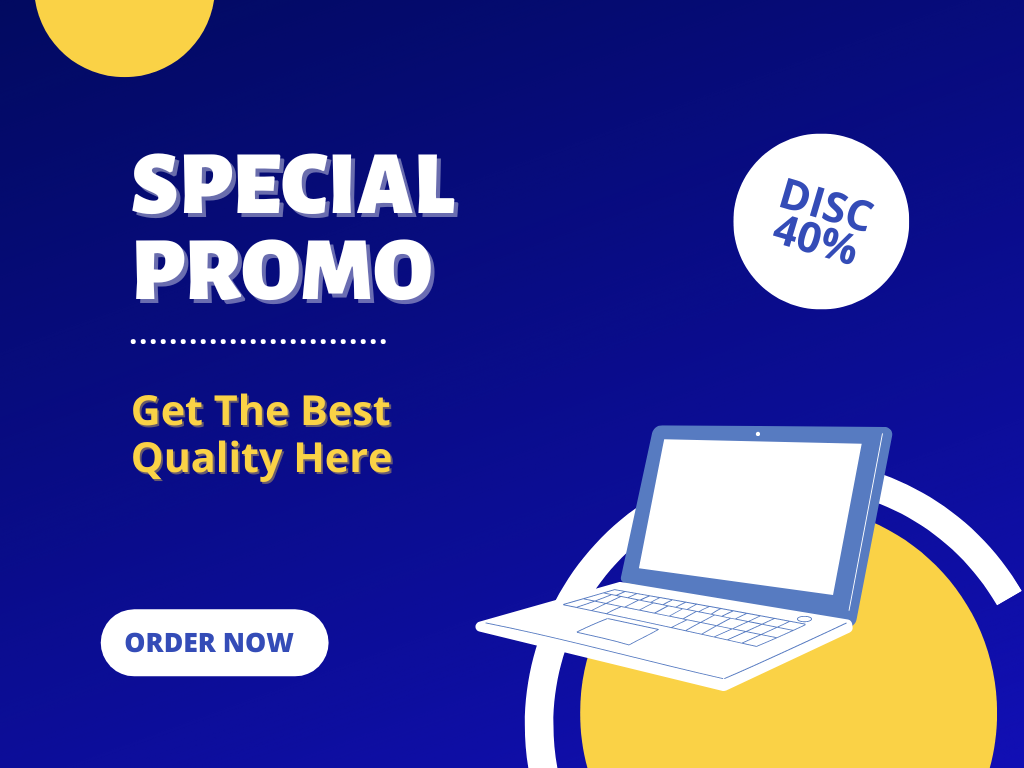 SPECIAL
PROMO
DISC
40%
Get The Best
Quality Here
ORDER NOW